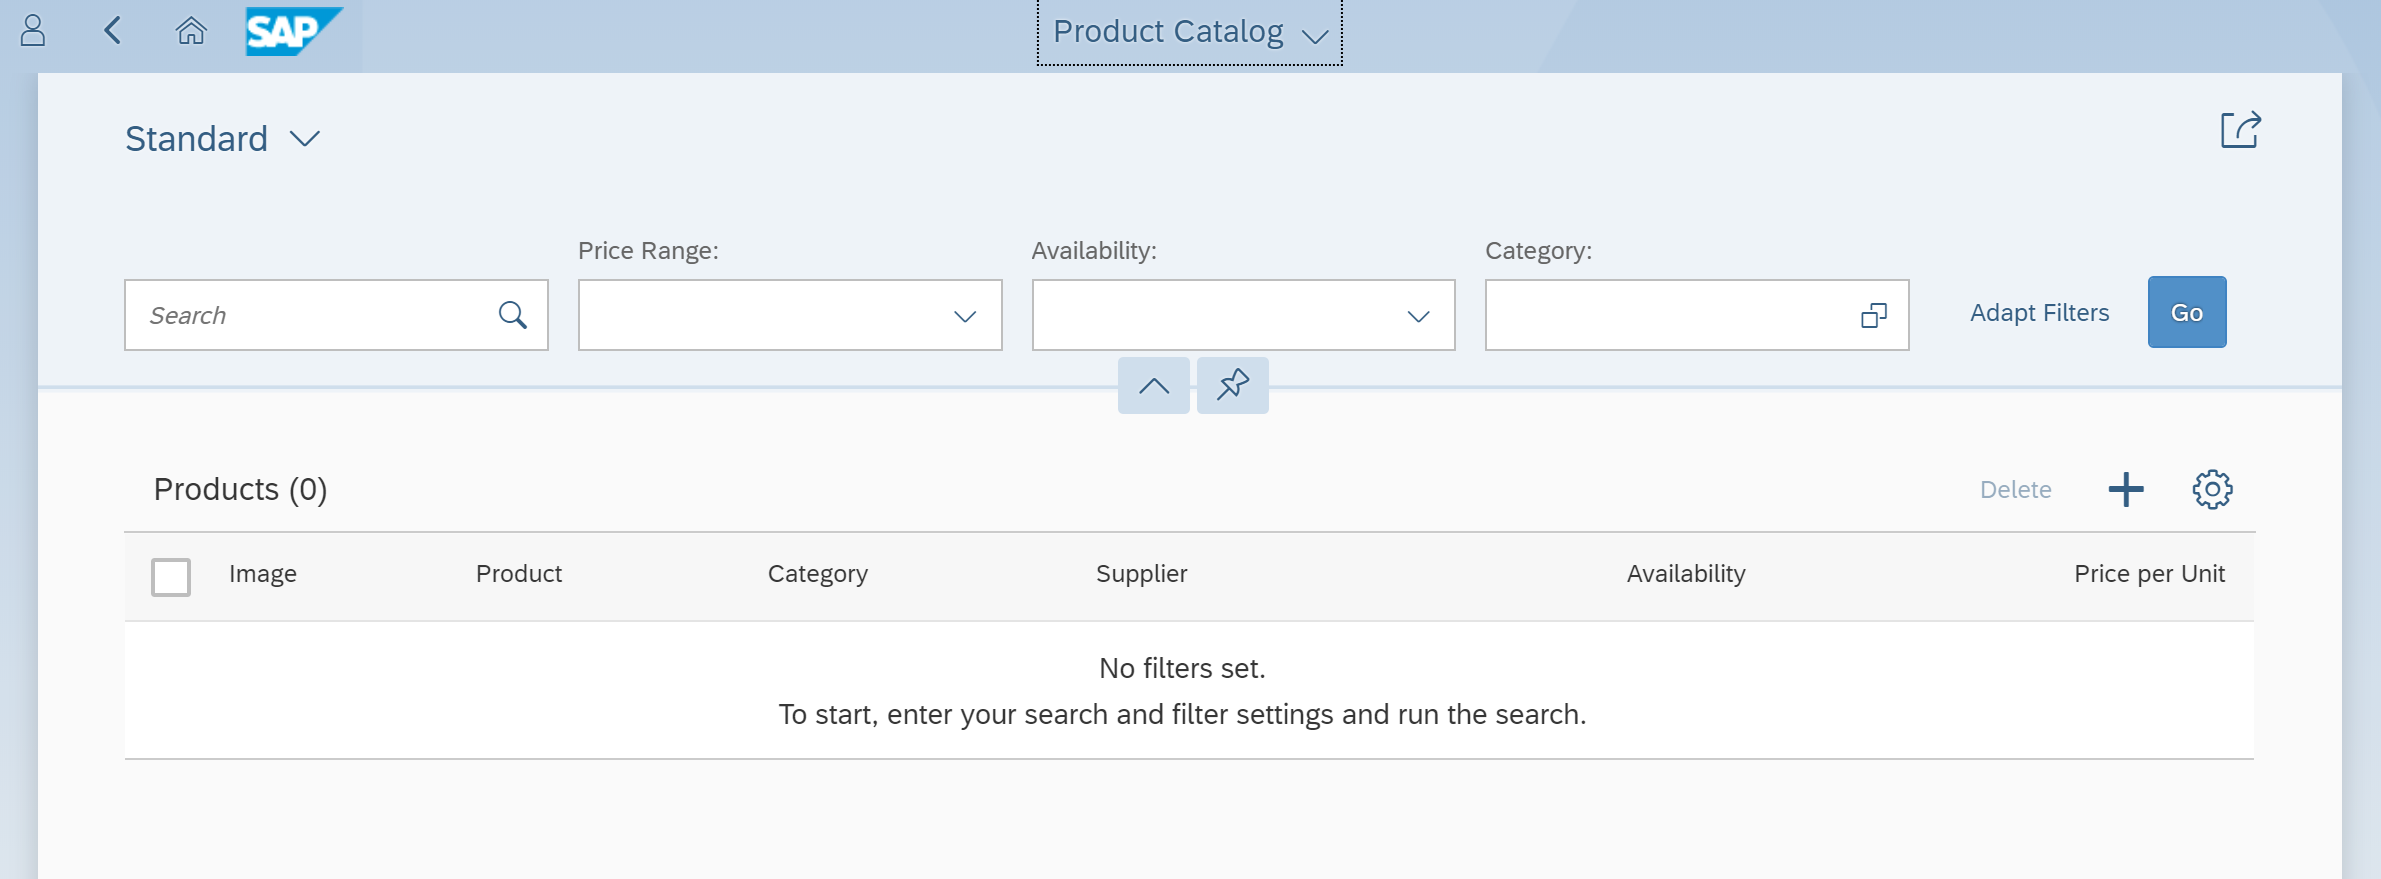 SAP
Product Catalog
Standard
Price Range:
Availability:
Category:
Search
Adapt Filters
Go
Products (0)
Delete
Image
Product
Category
Supplier
Availability
Price per Unit
No filters set.
To start, enter your search and filter settings and run the search.